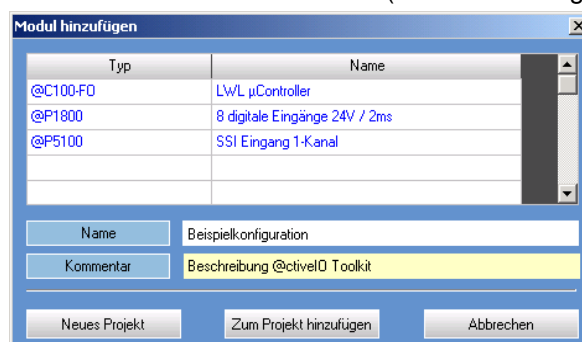 Modul hinzufügen
Typ Name
@C100-FO LWL µController
@P1800 8 digitale Eingänge 24V / 2ms
@P5100 SSI Eingang 1-Kanal
Name Beispielkonfiguration
Kommentar Beschreibung @ctiveIO Toolkit
Neues Projekt Zum Projekt hinzufügen Abbrechen